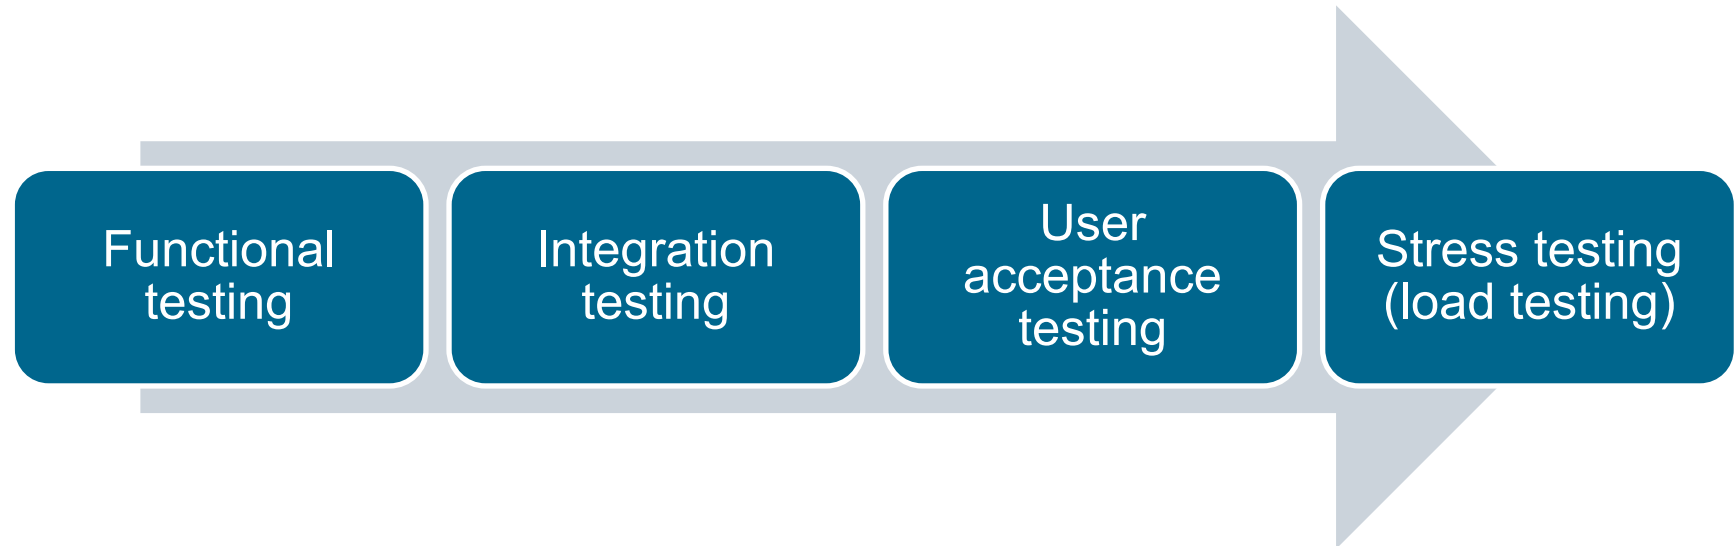 Functional
testing
Integration
testing
User
acceptance
testing
Stress testing
(load testing)